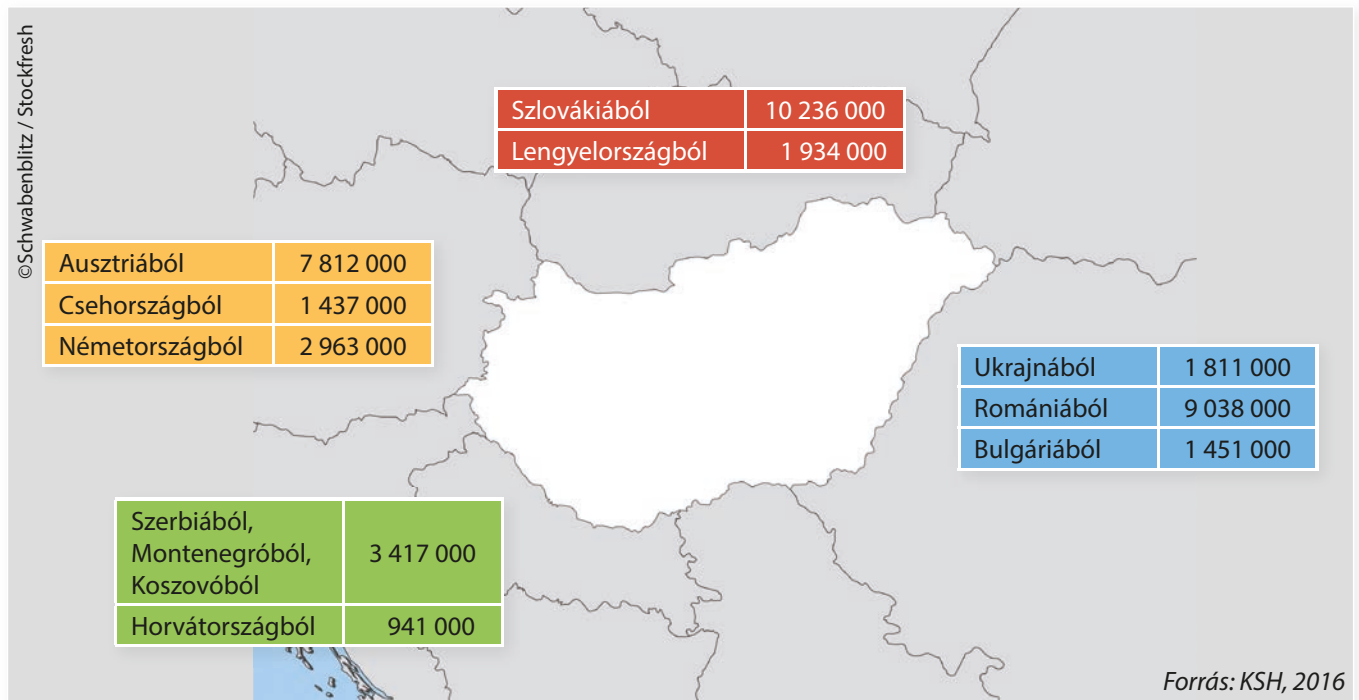 ©Schwabenblitz / Stockfresh
Szlovákiából 10 236 000
Lengyelországból 1 934 000
Ausztriából 7 812 000
Csehországból 1 437 000
Németországból 2 963 000
Ukrajnából 1 811 000
Romániából 9 038 000
Bulgáriából 1 451 000
Szerbiából,
Montenegróból, 3 417 000
Koszovóból
Horvátországból 941 000
Forrás: KSH, 2016